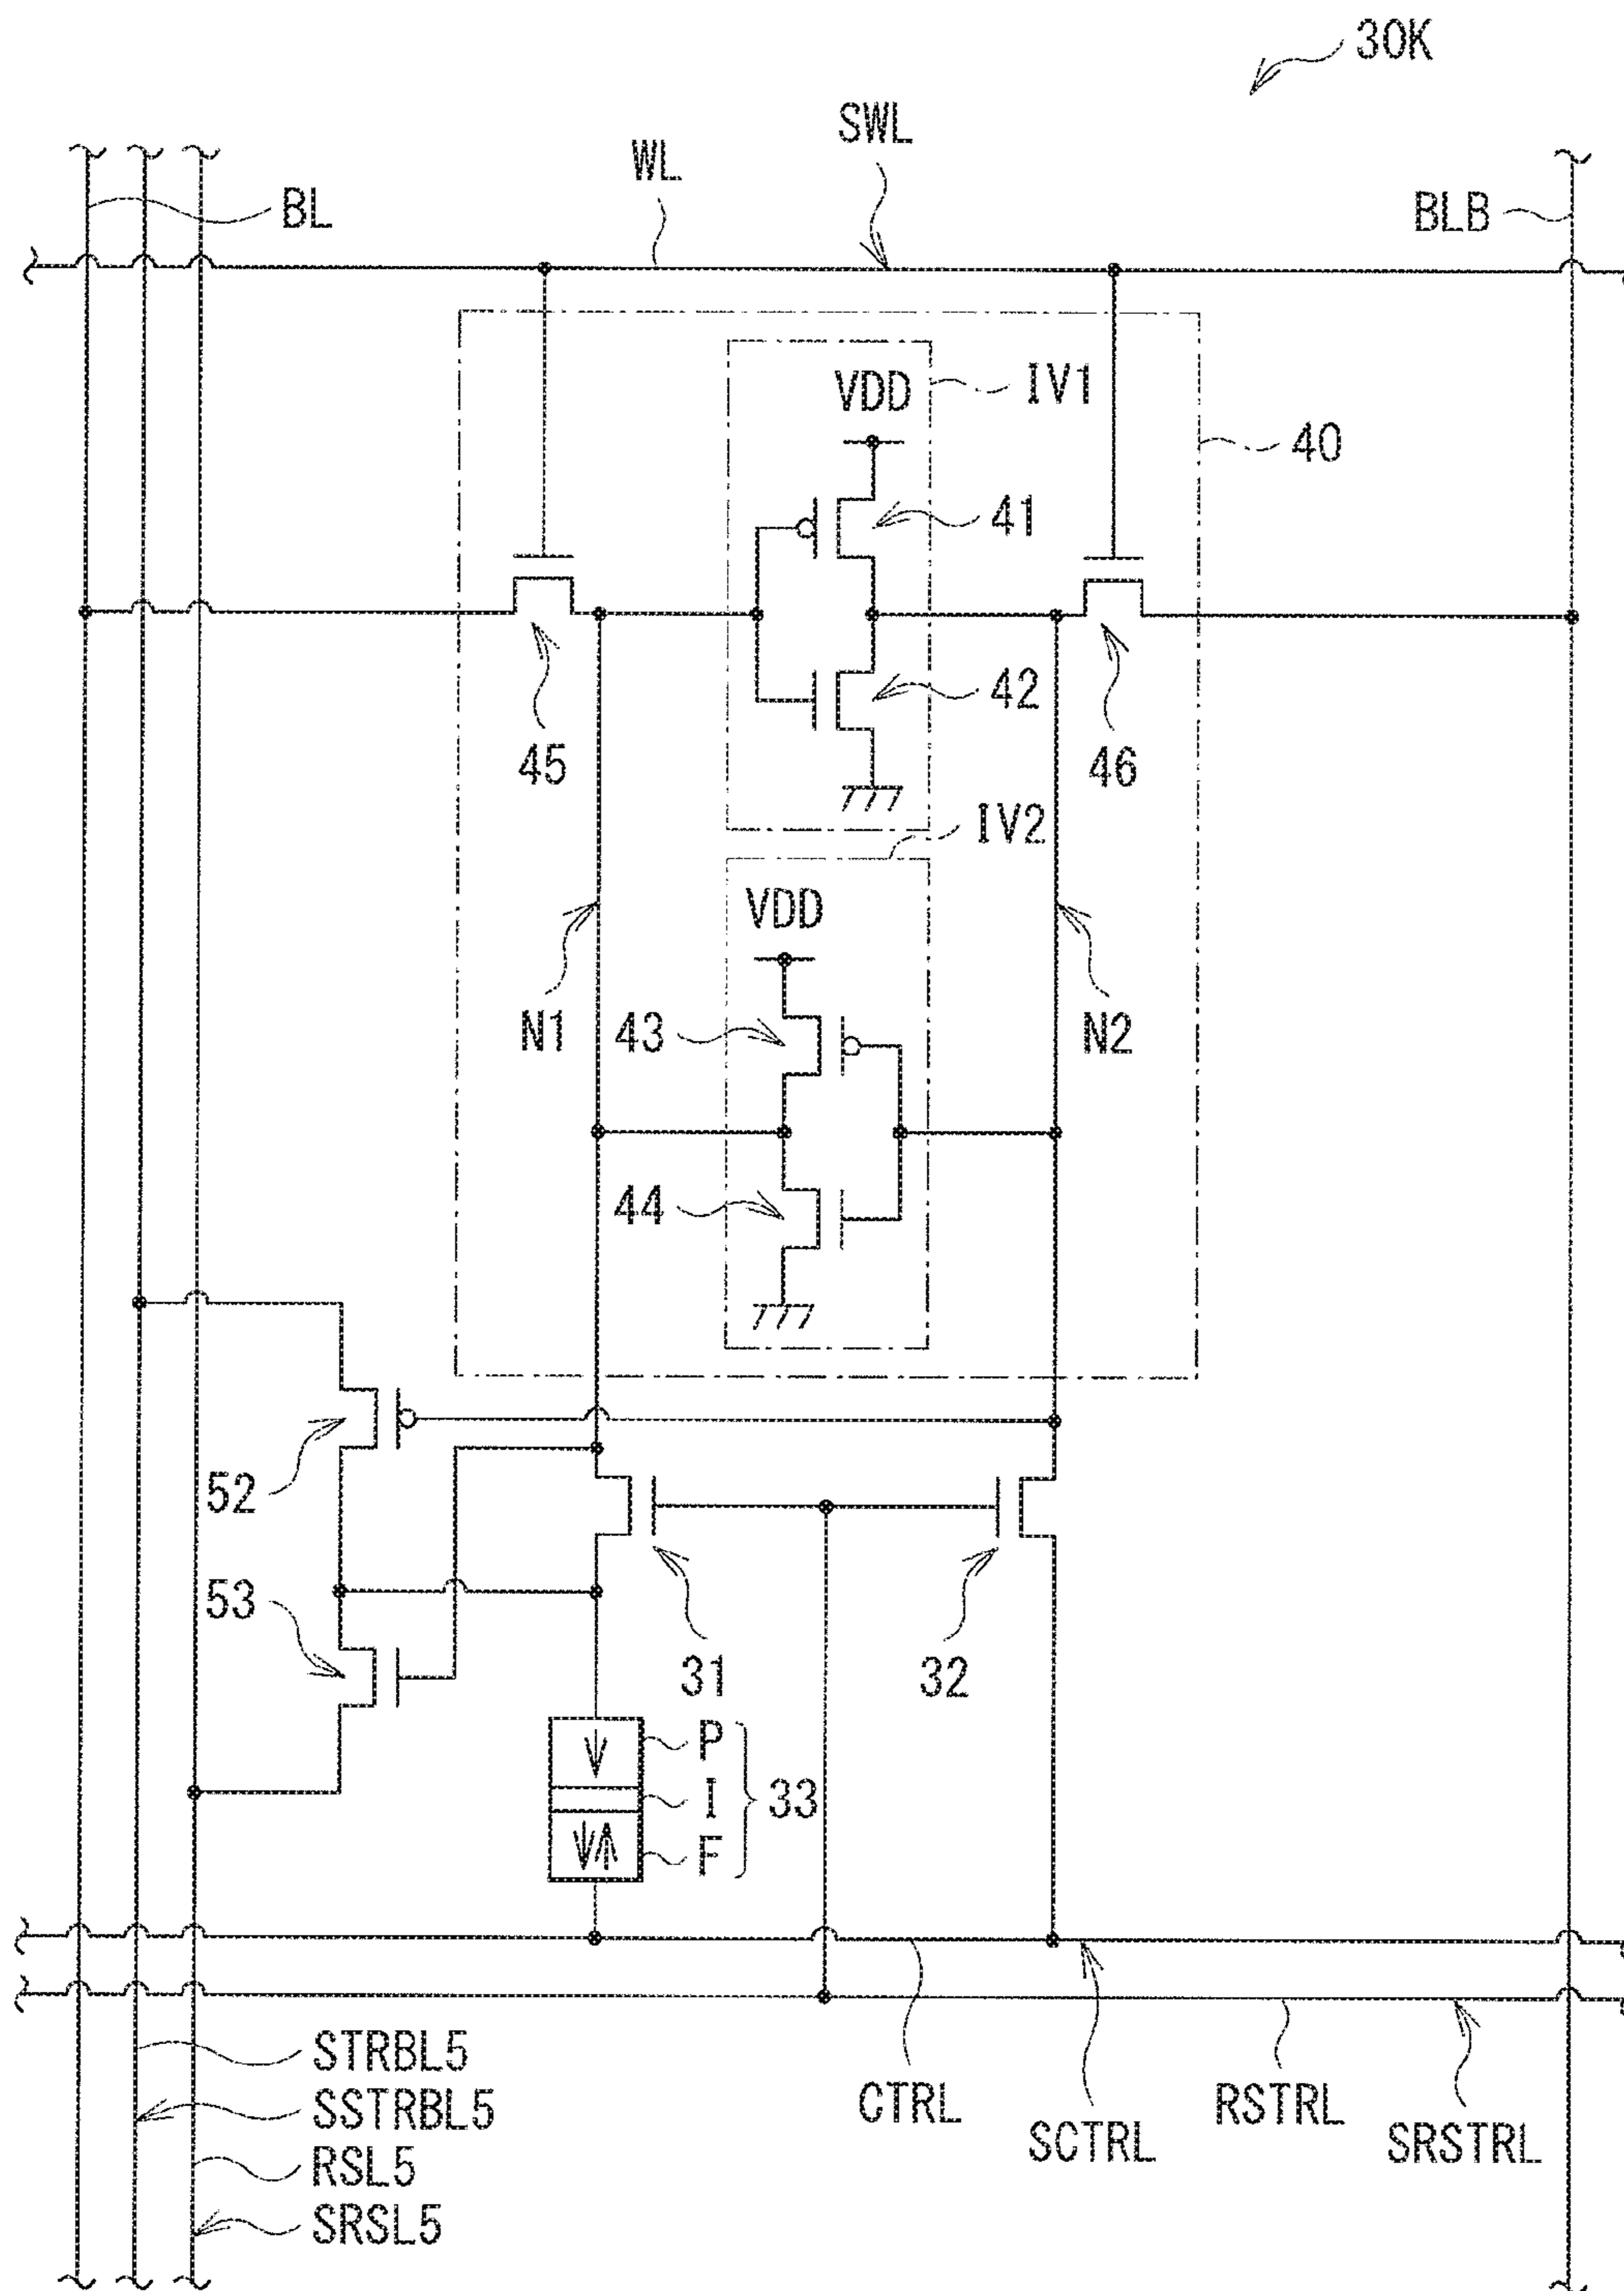 30K
SWL
WL
BL
BLB
IV1
VDD
40
41
42
45
46
IV2
VDD
N1
43
N2
44
52
53
31
32
P
I
33
F
STRBL5
SSTRBL5
RSL5
SRSL5
CTRL
SCTRL
RSTRL
SRSTRL